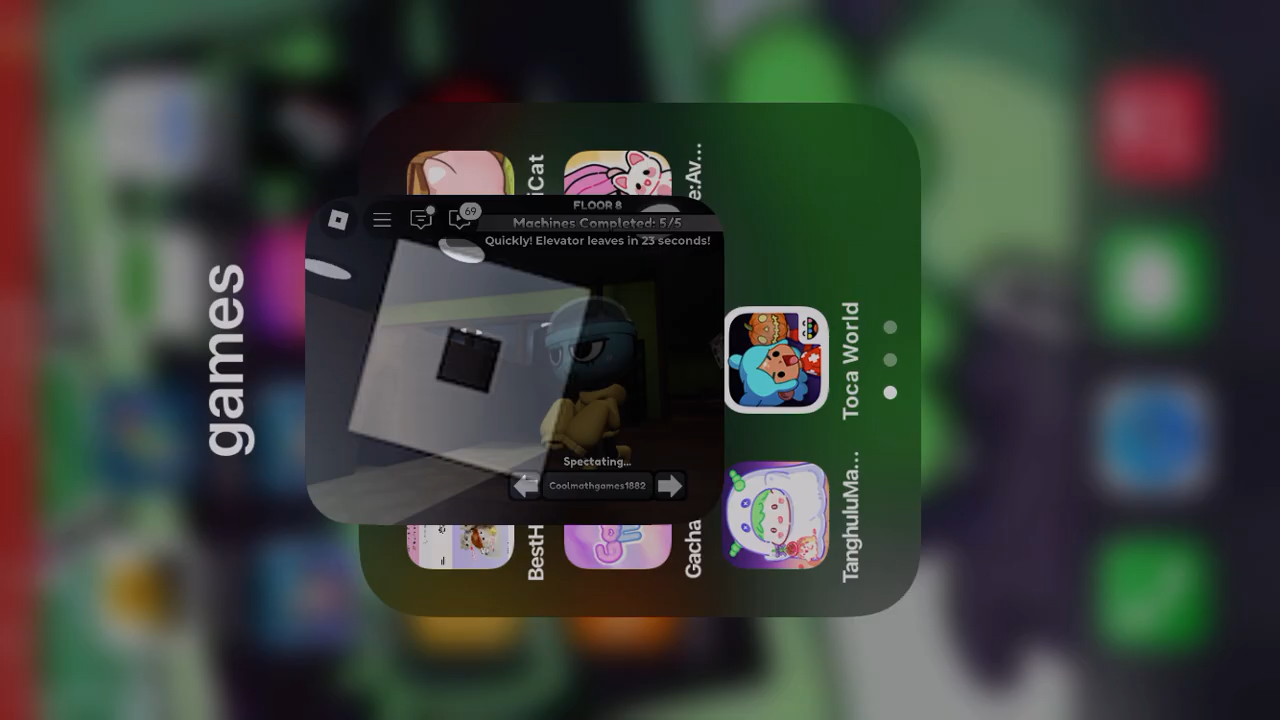 games
iCat
e:Av...
FLOOR 8
69
Machines Completed: 5/5
Quickly! Elevator leaves in 23 seconds!
Spectating...
Coolmathgames1882
Toca World
BestH
Gacha
TanghuluMa...